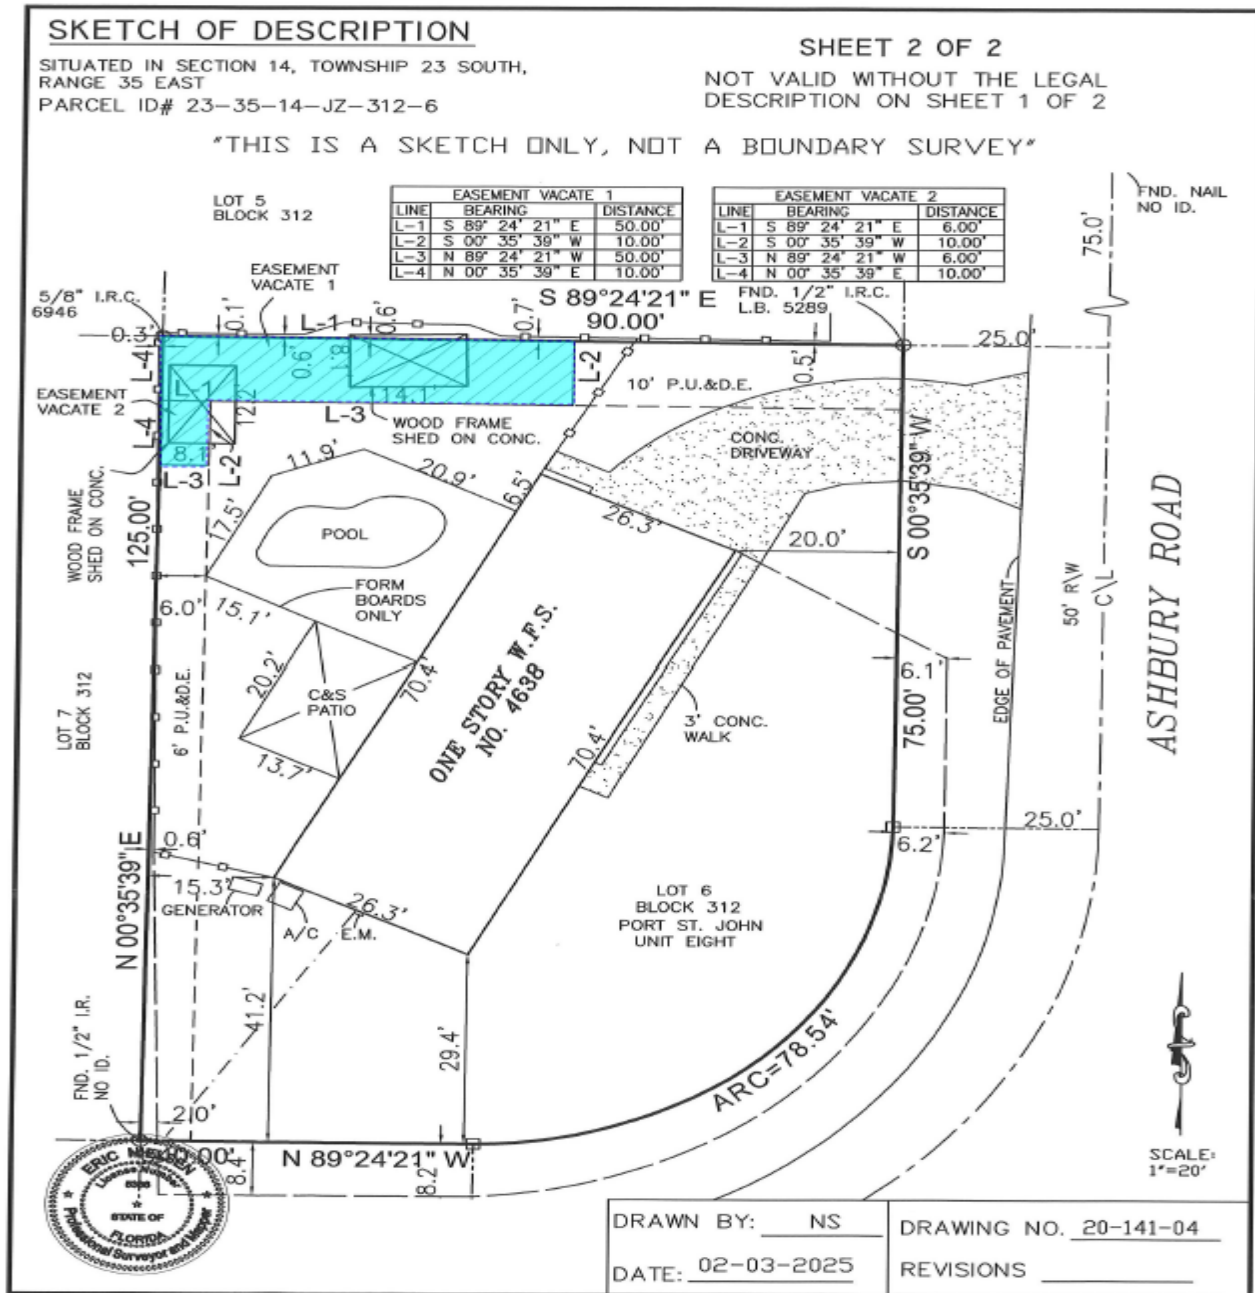 SKETCH OF DESCRIPTION
SITUATED IN SECTION 14, TOWNSHIP 23 SOUTH,
RANGE 35 EAST
PARCEL ID# 23-35-14-JZ-312-6
SHEET 2 OF 2
NOT VALID WITHOUT THE LEGAL
DESCRIPTION ON SHEET 1 OF 2
"THIS IS A SKETCH ONLY, NOT A BOUNDARY SURVEY"
LOT 5
BLOCK 312
EASEMENT VACATE 1
LINE BEARING DISTANCE
L-1 S 89° 24' 21" E 50.00'
L-2 S 00° 35' 39" W 10.00'
L-3 N 89° 24' 21" W 50.00'
L-4 N 00° 35' 39" E 10.00'
EASEMENT VACATE 2
LINE BEARING DISTANCE
L-1 S 89° 24' 21" E 6.00'
L-2 S 00° 35' 39" W 10.00'
L-3 N 89° 24' 21" W 6.00'
L-4 N 00° 35' 39" E 10.00'
FND. NAIL
NO ID.
75.0'
EASEMENT
VACATE 1
5/8" I.R.C.
6946
S 89°24'21" E
90.00'
FND. 1/2" I.R.C.
L.B. 5289
0.3'
0.1'
L-1
0.6'
0.7'
25.0'
L-4
0.6'
8.1
14.1'
L-2
0.5'
10' P.U.&D.E.
L-1
12.2'
EASEMENT
VACATE 2
L-3
WOOD FRAME
SHED ON CONC.
L-4
8.1'
L-2
L-3
CONC.
DRIVEWAY
S 00°35'39" W
11.9'
20.9'
6.5'
17.5'
POOL
26.3'
20.0'
WOOD FRAME
SHED ON CONC.
125.00'
FORM
BOARDS
ONLY
6.0'
15.1'
EDGE OF PAVEMENT
50' R\W
C\L
ASHBURY ROAD
20.2'
C&S
PATIO
70.4'
ONE STORY W.F.S.
NO. 4638
6.1'
75.00'
LOT 7
BLOCK 312
6' P.U.&D.E.
13.7'
3' CONC.
WALK
70.4'
0.6'
25.0'
6.2'
N 00°35'39" E
15.3'
GENERATOR
A/C
26.3'
E.M.
LOT 6
BLOCK 312
PORT ST. JOHN
UNIT EIGHT
41.2'
29.4'
ARC=78.54'
FND. 1/2" I.R.
NO ID.
2.0'
N 89°24'21" W
8.4'
8.2'
SCALE:
1"=20'
ERIC NIELSEN
License Number
STATE OF
FLORIDA
Professional Surveyor and Mapper
DRAWN BY: NS
DRAWING NO. 20-141-04
DATE: 02-03-2025
REVISIONS